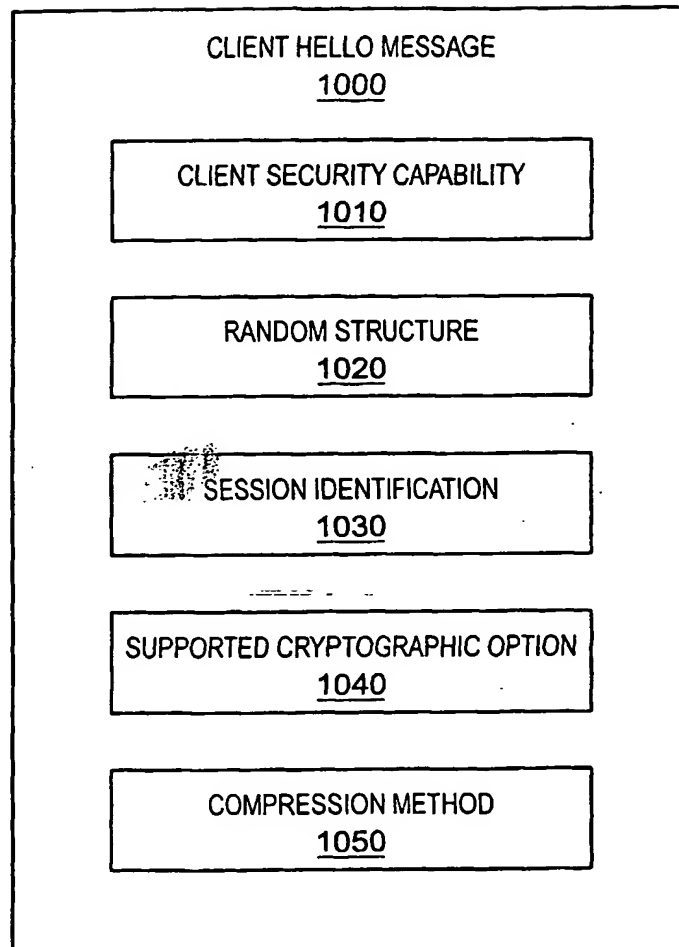 CLIENT HELLO MESSAGE
1000
CLIENT SECURITY CAPABILITY
1010
RANDOM STRUCTURE
1020
SESSION IDENTIFICATION
1030
SUPPORTED CRYPTOGRAPHIC OPTION
1040
COMPRESSION METHOD
1050